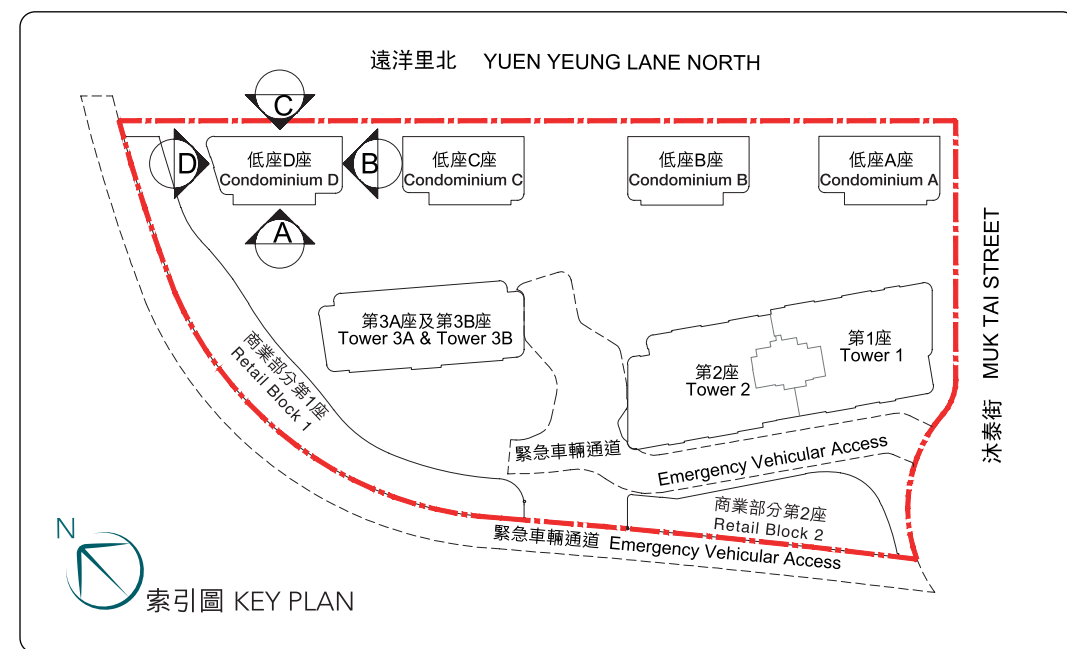 遠洋里北 YUEN YEUNG LANE NORTH
C
D
低座D座
Condominium D
B
低座C座
Condominium C
低座B座
Condominium B
低座A座
Condominium A
A
沐泰街 MUK TAI STREET
第3A座及第3B座
Tower 3A & Tower 3B
第1座
Tower 1
第2座
Tower 2
商業部分第1座
Retail Block 1
緊急車輛通道
Emergency Vehicular Access
商業部分第2座
Retail Block 2
緊急車輛通道 Emergency Vehicular Access
N
索引圖 KEY PLAN